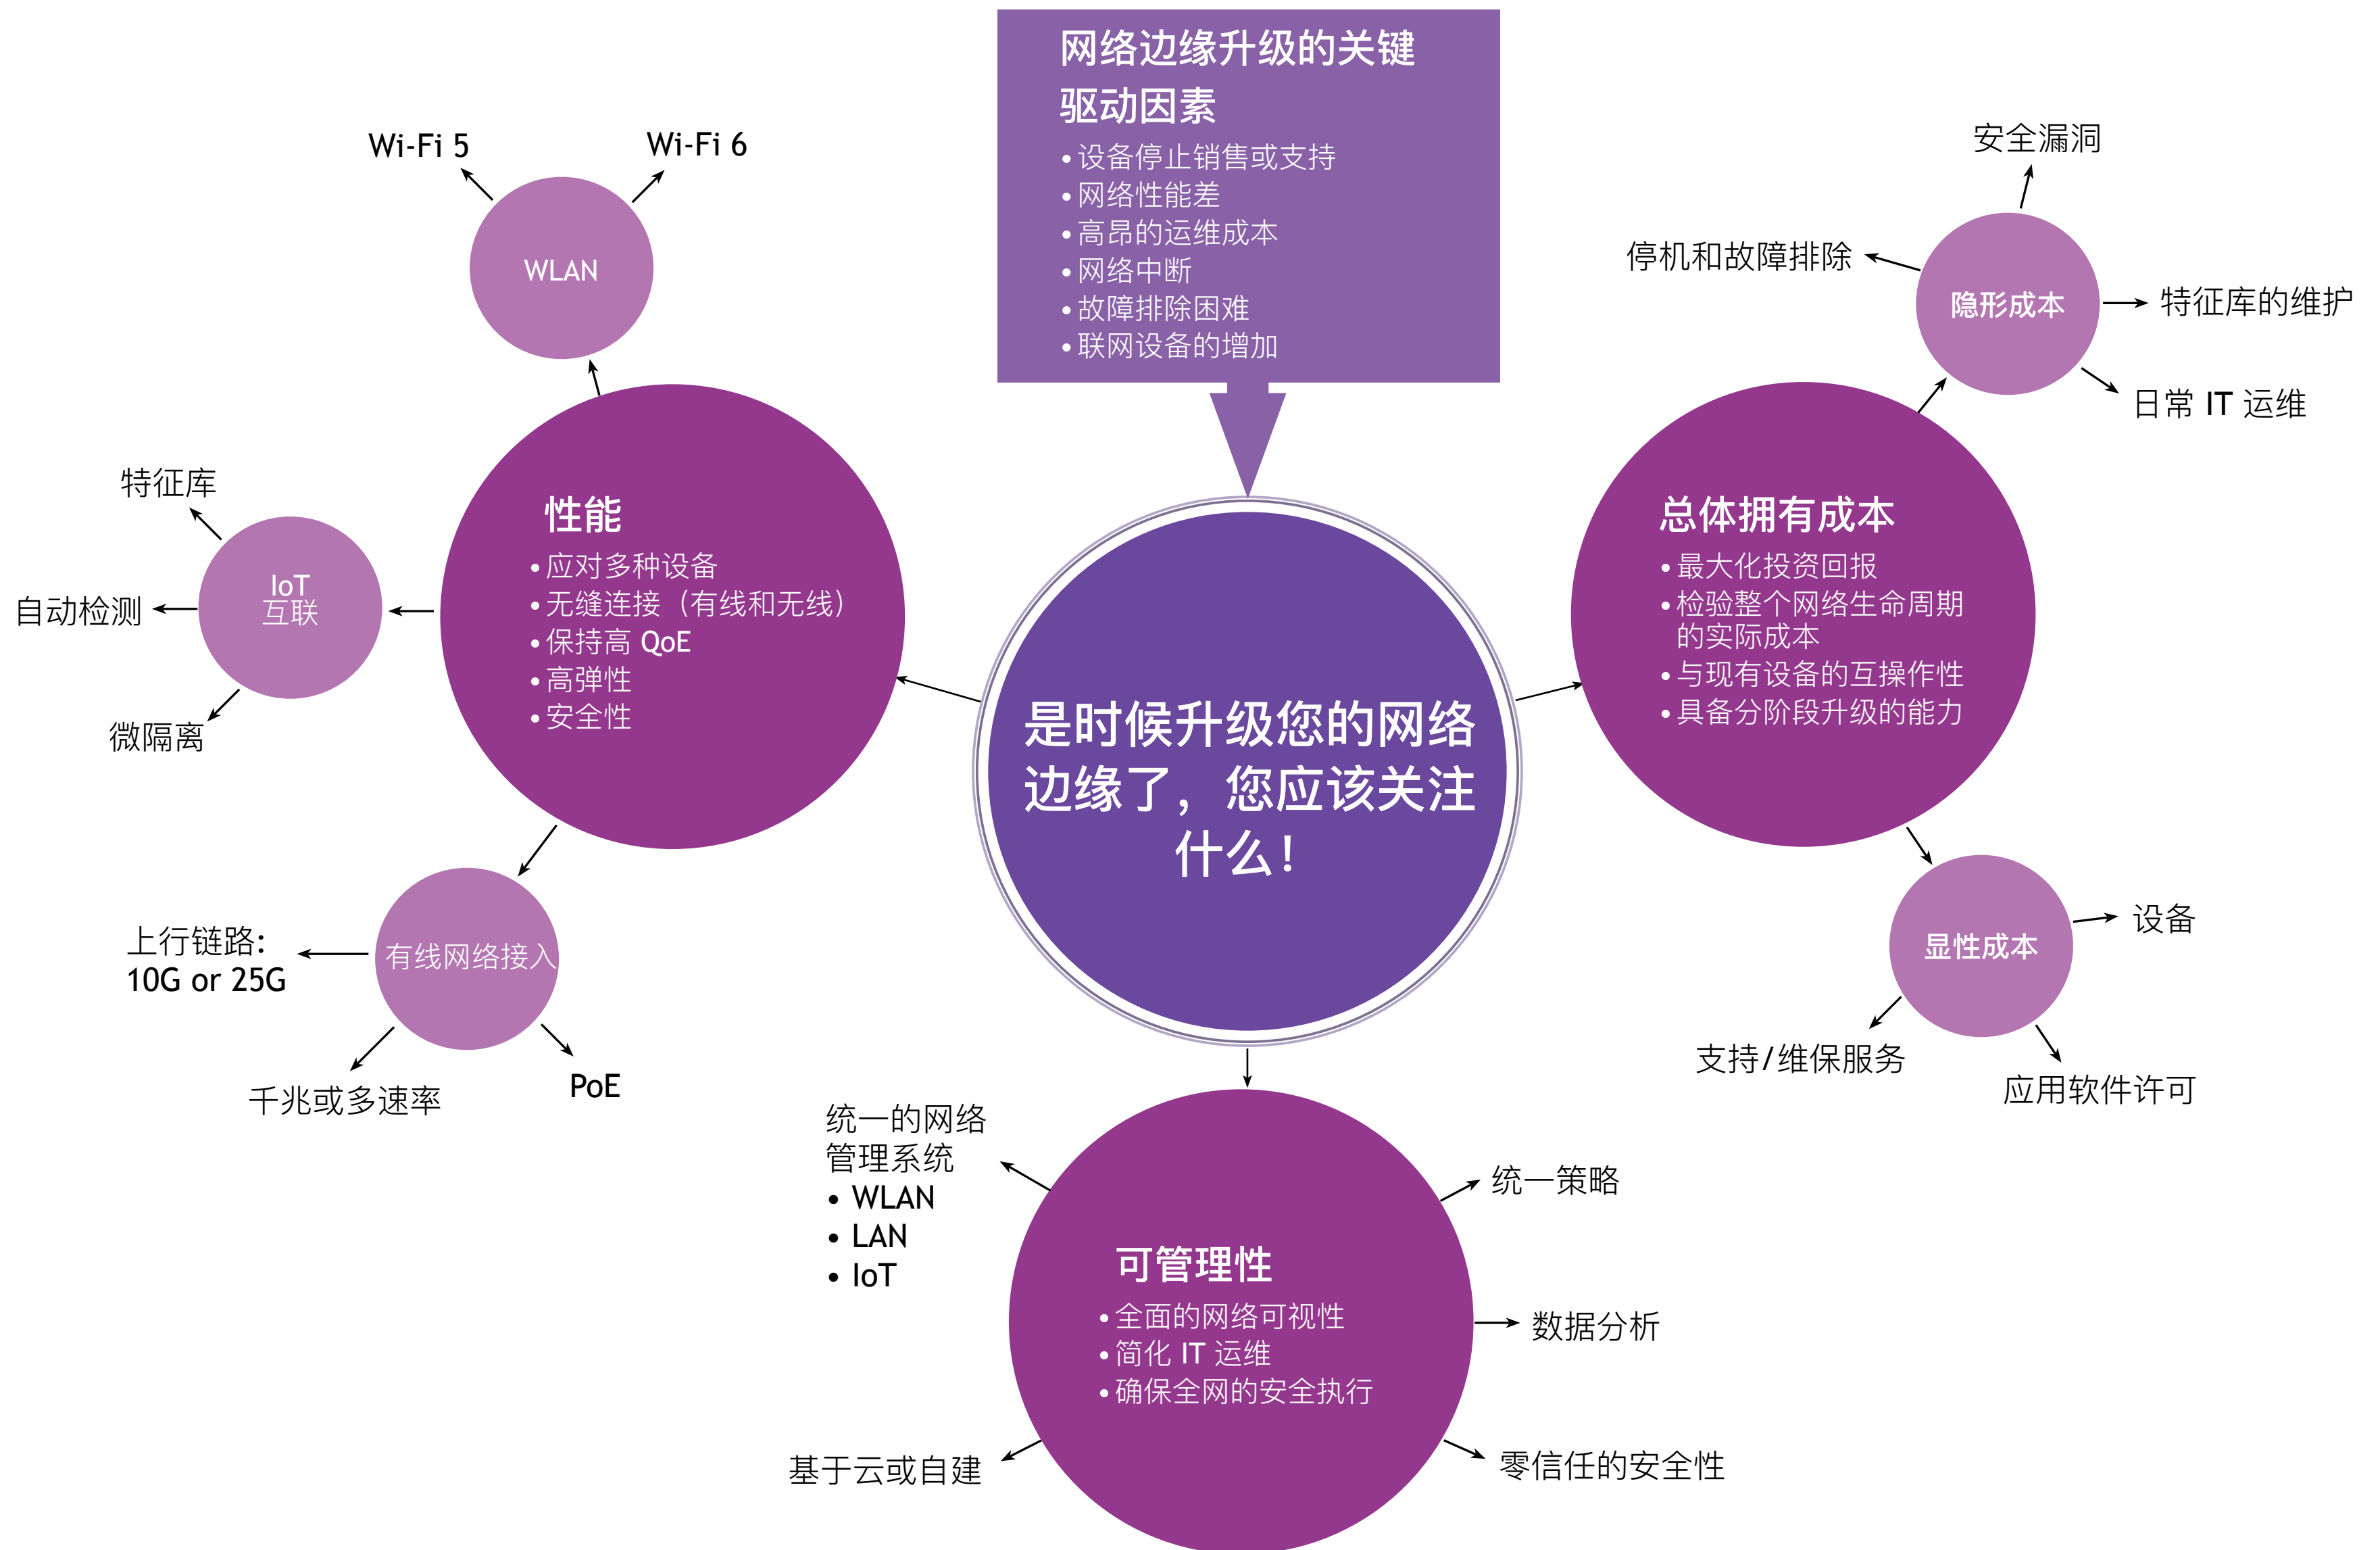 网络边缘升级的关键
驱动因素
• 设备停止销售或支持
• 网络性能差
• 高昂的运维成本
• 网络中断
• 故障排除困难
• 联网设备的增加
是时候升级您的网络
边缘了，您应该关注
什么！
性能
• 应对多种设备
• 无缝连接（有线和无线）
• 保持高 QoE
• 高弹性
• 安全性
WLAN
Wi-Fi 5
Wi-Fi 6
IoT
互联
特征库
自动检测
微隔离
有线网络接入
上行链路：
10G or 25G
千兆或多速率
PoE
总体拥有成本
• 最大化投资回报
• 检验整个网络生命周期
的实际成本
• 与现有设备的互操作性
• 具备分阶段升级的能力
隐形成本
安全漏洞
停机和故障排除
特征库的维护
日常 IT 运维
显性成本
设备
支持/维保服务
应用软件许可
可管理性
• 全面的网络可视性
• 简化 IT 运维
• 确保全网的安全执行
统一的网络
管理系统
• WLAN
• LAN
• IoT
统一策略
数据分析
零信任的安全性
基于云或自建